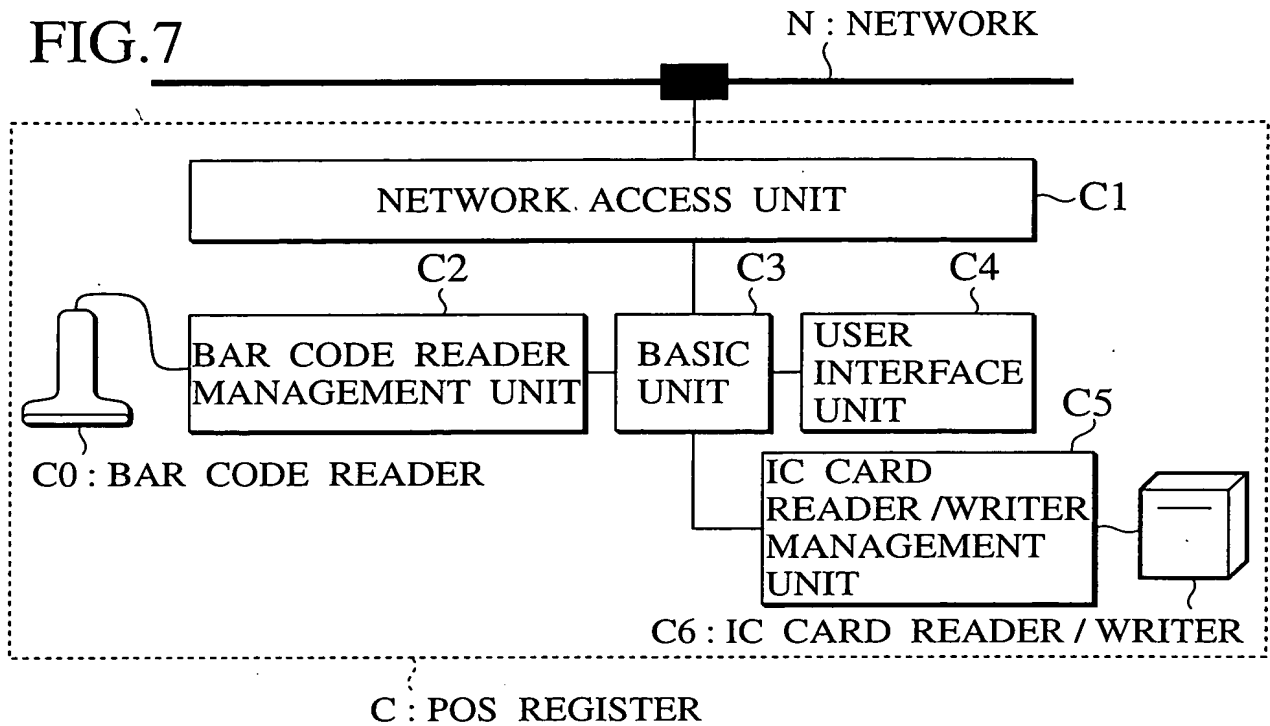 FIG.7
N : NETWORK
NETWORK ACCESS UNIT
C1
C2
C3
C4
BAR CODE READER
MANAGEMENT UNIT
BASIC
UNIT
USER
INTERFACE
UNIT
C5
C0 : BAR CODE READER
IC CARD
READER /WRITER
MANAGEMENT
UNIT
C6 : IC CARD READER / WRITER
C : POS REGISTER